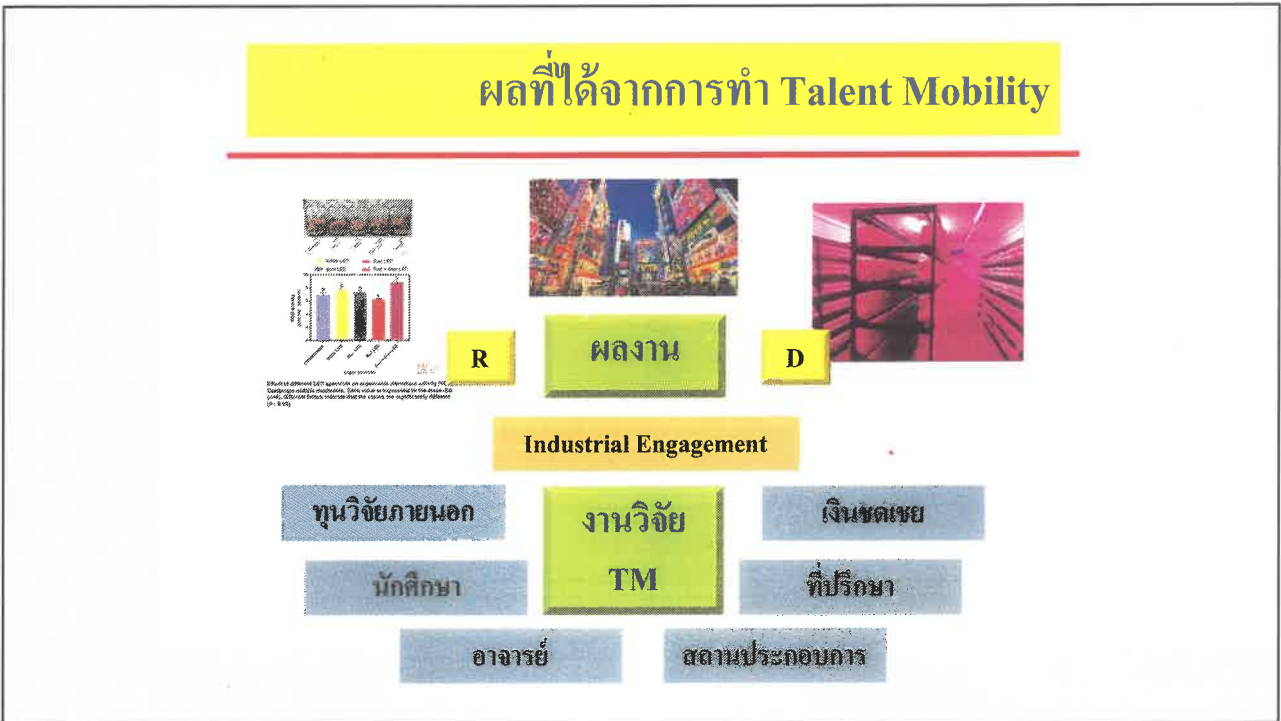 ผลที่ได้จากการทำ Talent Mobility
R
ผลงาน
D
Industrial Engagement
ทุนวิจัยภายนอก
งานวิจัย
TM
เงินชดเชย
นักศึกษา
ที่ปรึกษา
อาจารย์
สถานประกอบการ